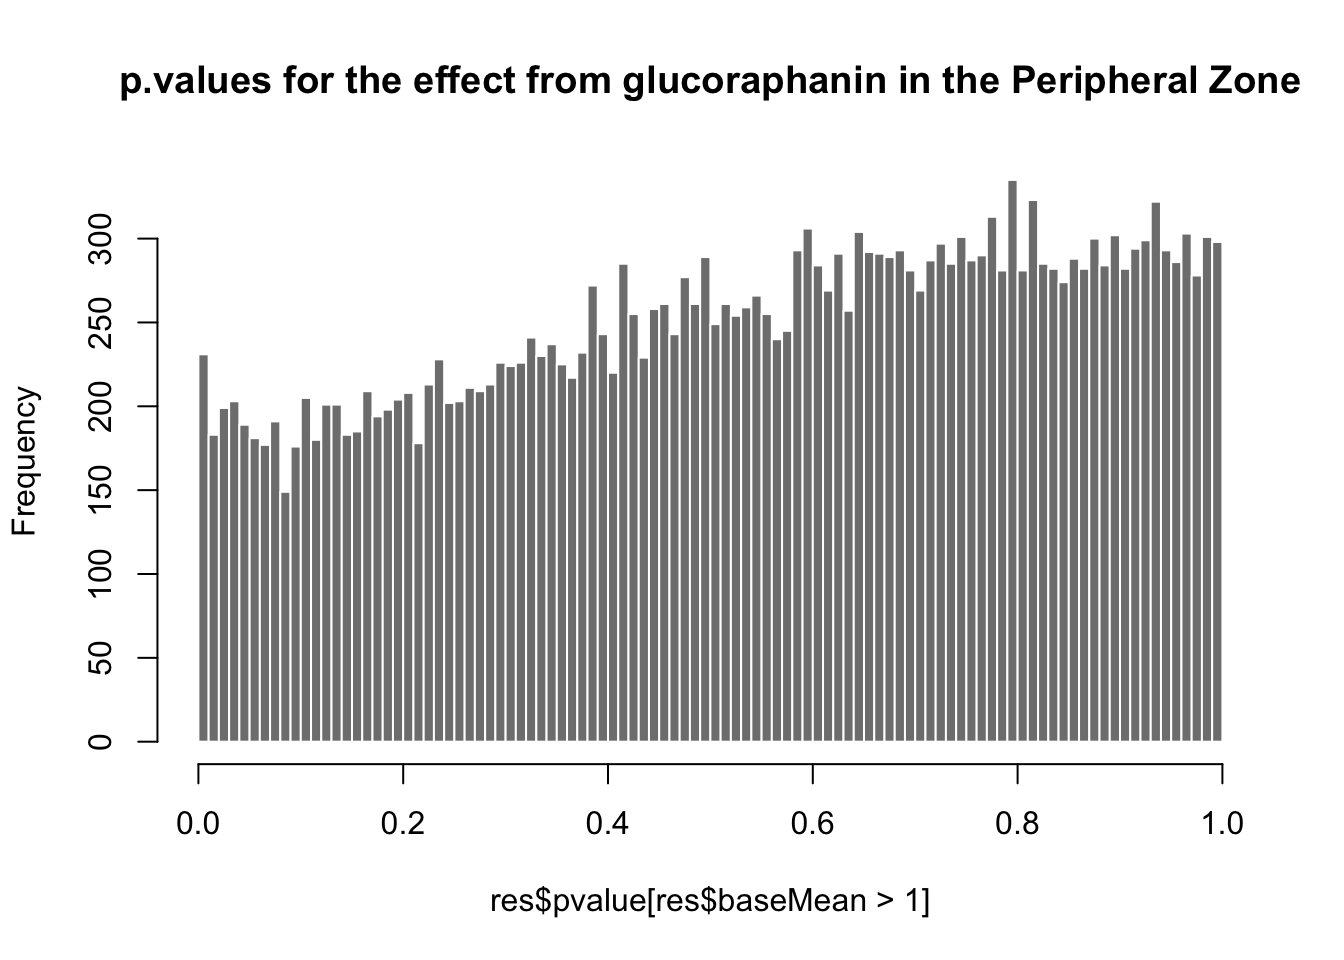 p.values for the effect from glucoraphanin in the Peripheral Zone
Frequency
300
250
200
150
100
50
0
0.0 0.2 0.4 0.6 0.8 1.0
res$pvalue[res$baseMean > 1]